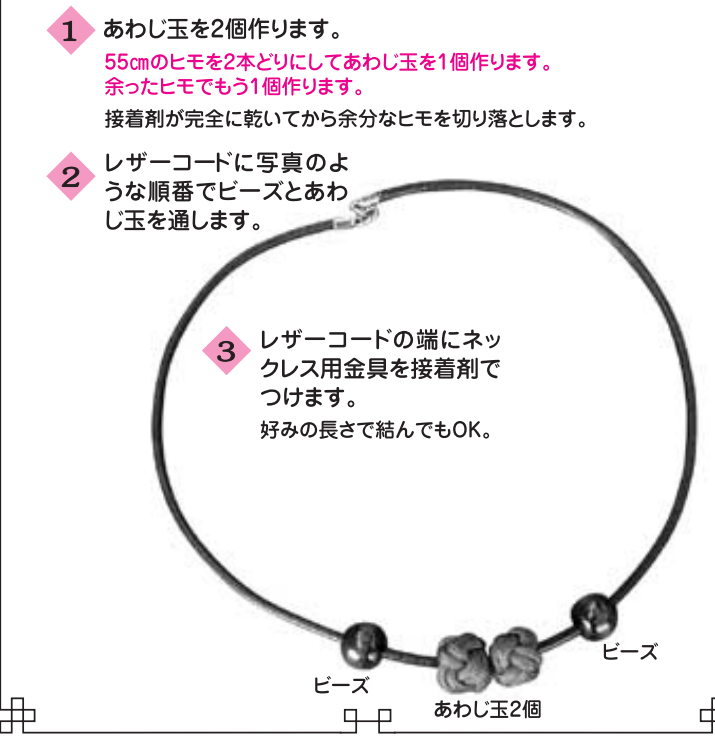 1 あわじ玉を2個作ります。
55㎝のヒモを2本どりにしてあわじ玉を1個作ります。
余ったヒモでもう1個作ります。
接着剤が完全に乾いてから余分なヒモを切り落とします。
2 レザーコードに写真のよ
うな順番でビーズとあわ
じ玉を通します。
3 レザーコードの端にネッ
クレス用金具を接着剤で
つけます。
好みの長さで結んでもOK。
ビーズ
ビーズ
あわじ玉2個